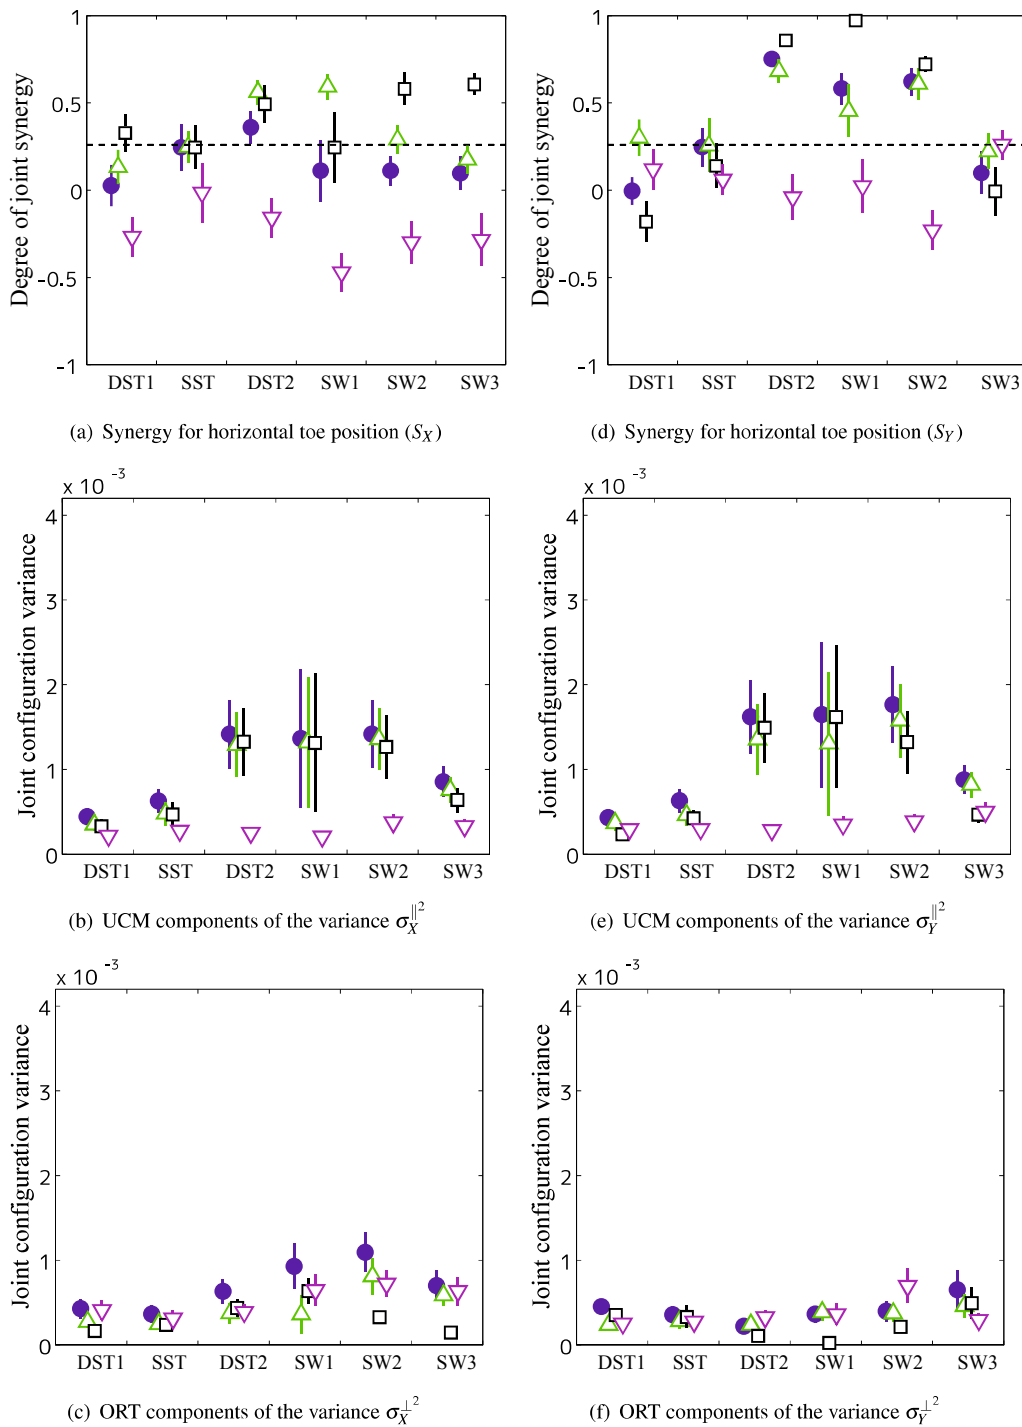 Degree of joint synergy
1
0.5
0
−0.5
−1
DST1 SST DST2 SW1 SW2 SW3
(a) Synergy for horizontal toe position (S_X)
Degree of joint synergy
1
0.5
0
−0.5
−1
DST1 SST DST2 SW1 SW2 SW3
(d) Synergy for horizontal toe position (S_Y)
x 10 -3
Joint configuration variance
4
3
2
1
0
DST1 SST DST2 SW1 SW2 SW3
(b) UCM components of the variance σ_X^∥2
x 10 -3
Joint configuration variance
4
3
2
1
0
DST1 SST DST2 SW1 SW2 SW3
(e) UCM components of the variance σ_Y^∥2
x 10 -3
Joint configuration variance
4
3
2
1
0
DST1 SST DST2 SW1 SW2 SW3
(c) ORT components of the variance σ_X^⊥2
x 10 -3
Joint configuration variance
4
3
2
1
0
DST1 SST DST2 SW1 SW2 SW3
(f) ORT components of the variance σ_Y^⊥2